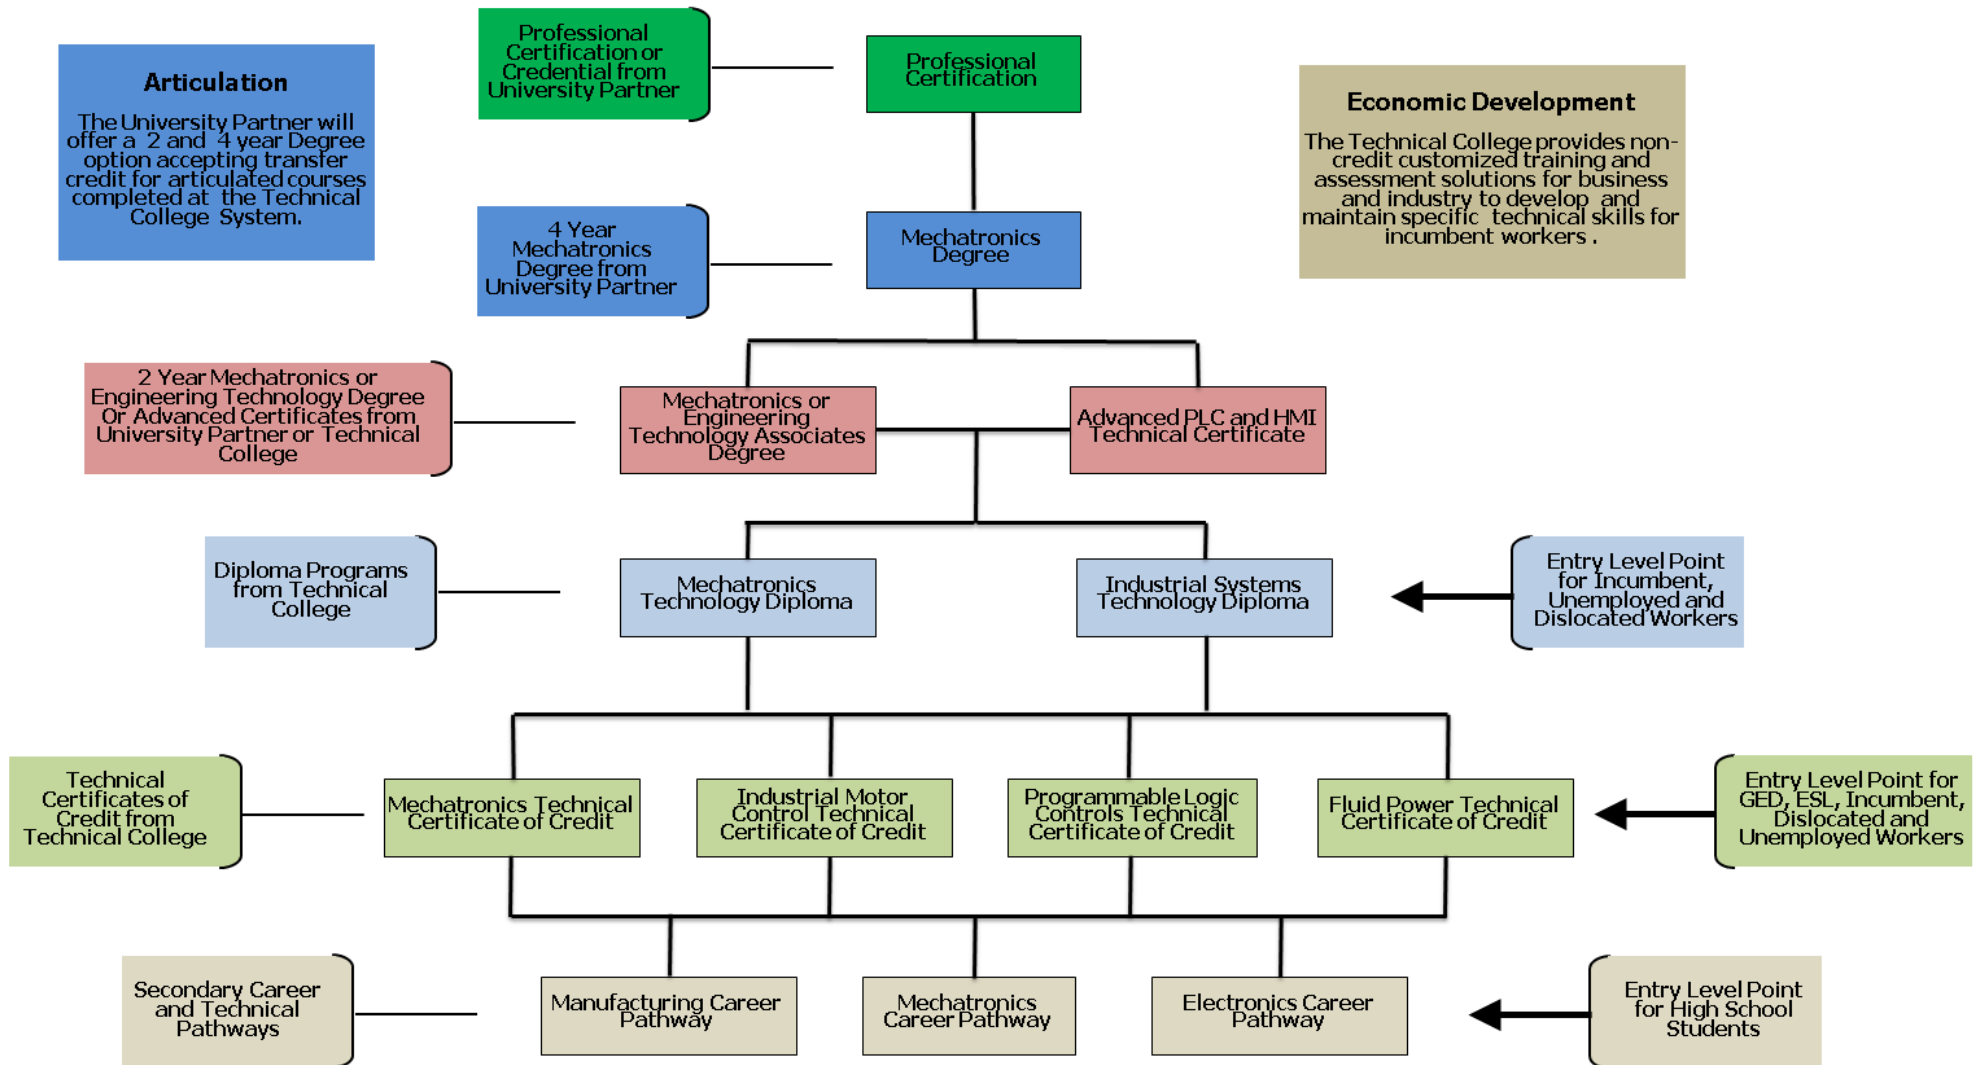 Professional
Certification or
Credential from
University Partner
Professional
Certification
Articulation
The University Partner will
offer a 2 and 4 year Degree
option accepting transfer
credit for articulated courses
completed at the Technical
College System.
Economic Development
The Technical College provides non-
credit customized training and
assessment solutions for business
and industry to develop and
maintain specific technical skills for
incumbent workers .
4 Year
Mechatronics
Degree from
University Partner
Mechatronics
Degree
2 Year Mechatronics or
Engineering Technology Degree
Or Advanced Certificates from
University Partner or Technical
College
Mechatronics or
Engineering
Technology Associates
Degree
Advanced PLC and HMI
Technical Certificate
Diploma Programs
from Technical
College
Mechatronics
Technology Diploma
Industrial Systems
Technology Diploma
Entry Level Point
for Incumbent,
Unemployed and
Dislocated Workers
Technical
Certificates of
Credit from
Technical College
Mechatronics Technical
Certificate of Credit
Industrial Motor
Control Technical
Certificate of Credit
Programmable Logic
Controls Technical
Certificate of Credit
Fluid Power Technical
Certificate of Credit
Entry Level Point for
GED, ESL, Incumbent,
Dislocated and
Unemployed Workers
Secondary Career
and Technical
Pathways
Manufacturing Career
Pathway
Mechatronics
Career Pathway
Electronics Career
Pathway
Entry Level Point
for High School
Students